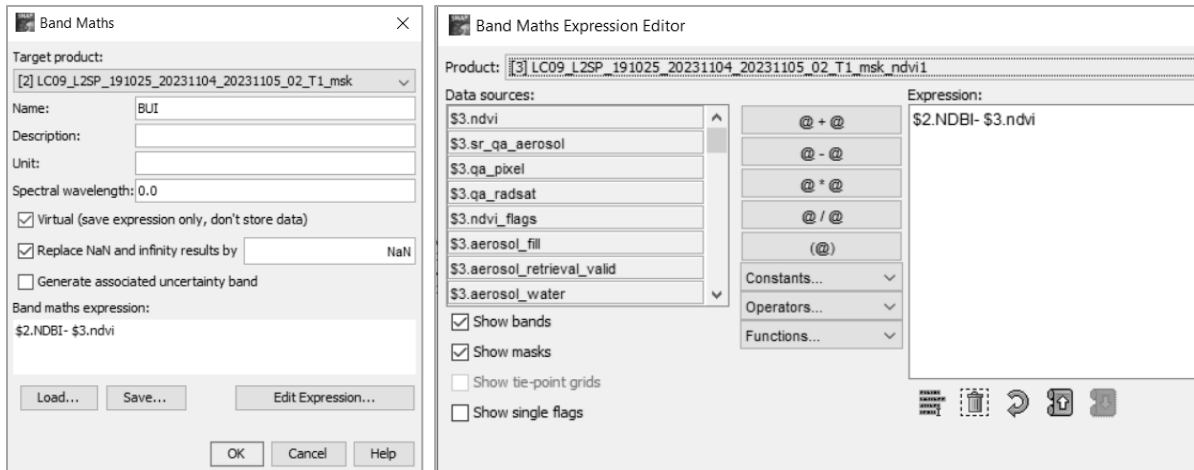 Band Maths
Target product:
[2] LC09_L2SP_191025_20231104_20231105_02_T1_msk
Name: BUI
Description:
Unit:
Spectral wavelength: 0.0
Virtual (save expression only, don't store data)
Replace NaN and infinity results by NaN
Generate associated uncertainty band
Band maths expression:
$2.NDBI- $3.ndvi
Load... Save... Edit Expression...
OK Cancel Help
Band Maths Expression Editor
Product: [3] LC09_L2SP_191025_20231104_20231105_02_T1_msk_ndvi1
Data sources:
$3.ndvi
$3.sr_qa_aerosol
$3.qa_pixel
$3.qa_radsat
$3.ndvi_flags
$3.aerosol_fill
$3.aerosol_retrieval_valid
$3.aerosol_water
Show bands
Show masks
Show tie-point grids
Show single flags
@ + @
@ - @
@ * @
@ / @
(@)
Constants...
Operators...
Functions...
Expression:
$2.NDBI- $3.ndvi